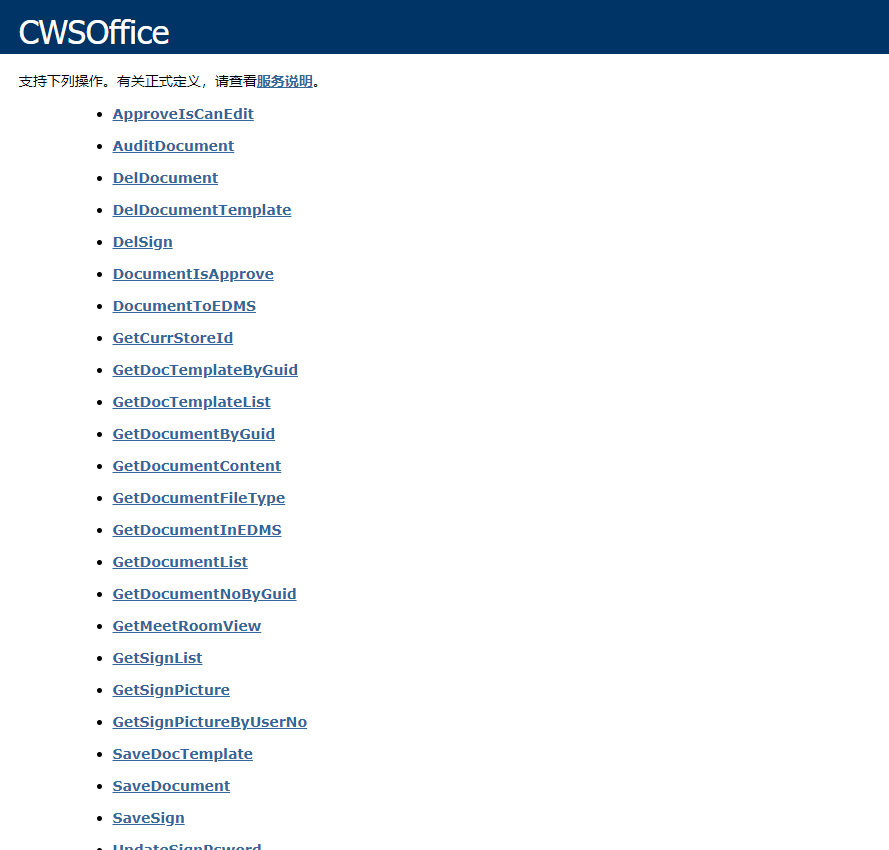 CWSOffice
支持下列操作。有关正式定义，请查看服务说明。
ApproveIsCanEdit
AuditDocument
DelDocument
DelDocumentTemplate
DelSign
DocumentIsApprove
DocumentToEDMS
GetCurrStoreId
GetDocTemplateByGuid
GetDocTemplateList
GetDocumentByGuid
GetDocumentContent
GetDocumentFileType
GetDocumentInEDMS
GetDocumentList
GetDocumentNoByGuid
GetMeetRoomView
GetSignList
GetSignPicture
GetSignPictureByUserNo
SaveDocTemplate
SaveDocument
SaveSign
UpdateSignPsword